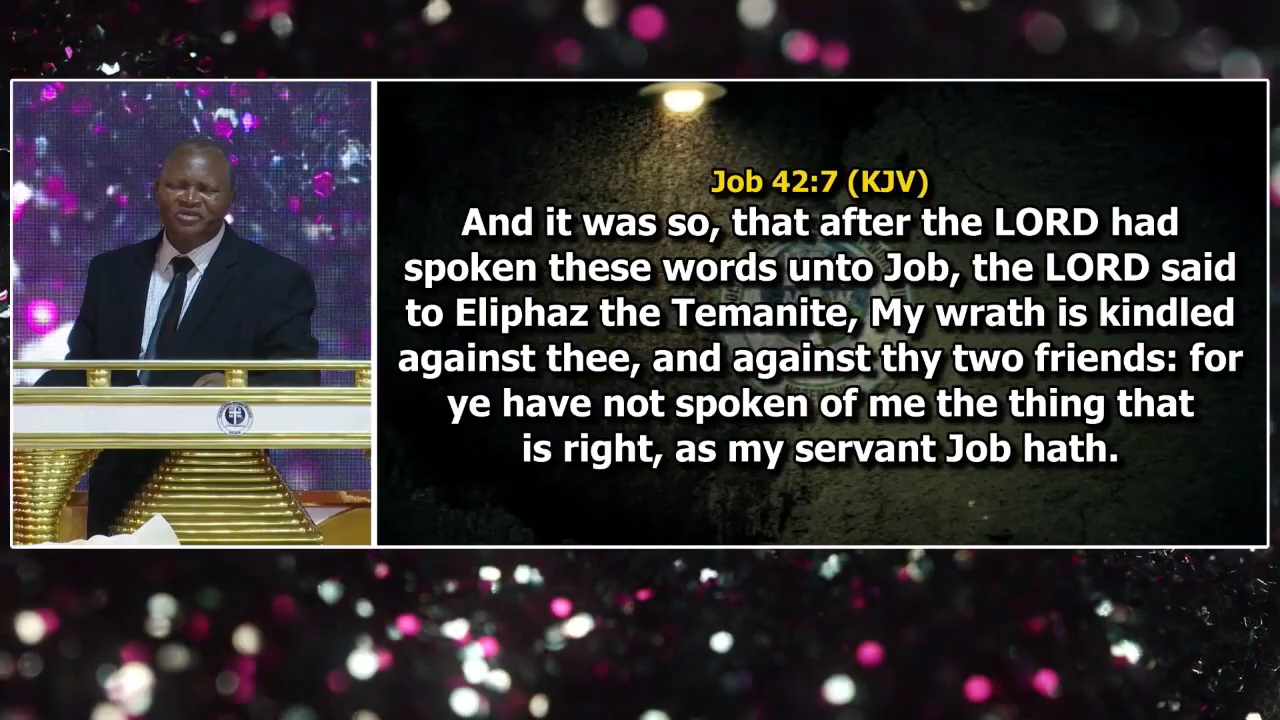 Job 42:7 (KJV)
And it was so, that after the LORD had
spoken these words unto Job, the LORD said
to Eliphaz the Temanite, My wrath is kindled
against thee, and against thy two friends: for
ye have not spoken of me the thing that
is right, as my servant Job hath.